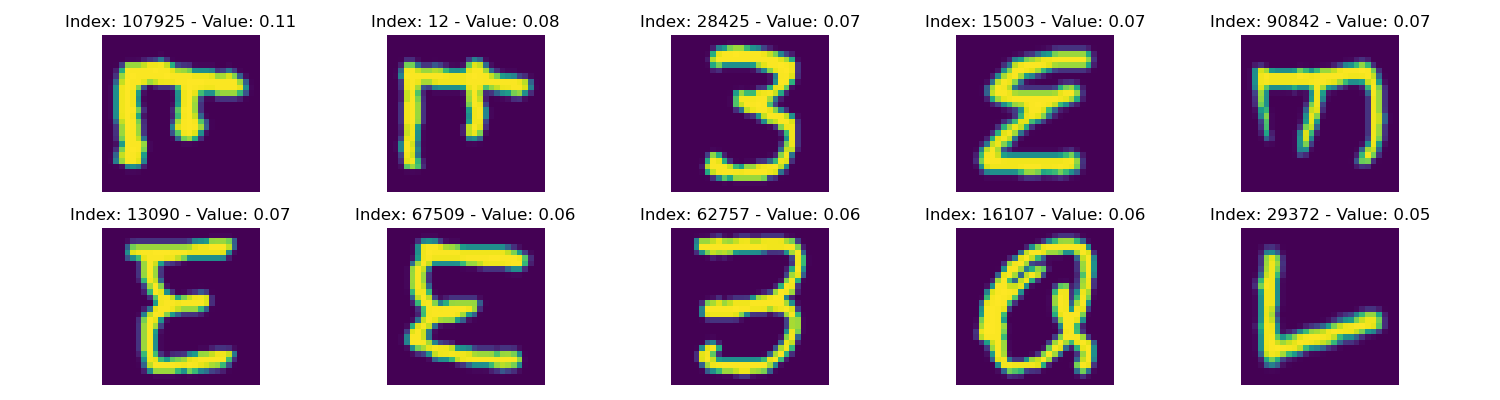 Index: 107925 - Value: 0.11 Index: 12 - Value: 0.08 Index: 28425 - Value: 0.07 Index: 15003 - Value: 0.07 Index: 90842 - Value: 0.07
3 E
Index: 13090 - Value: 0.07 Index: 67509 - Value: 0.06 Index: 62757 - Value: 0.06 Index: 16107 - Value: 0.06 Index: 29372 - Value: 0.05
E E 3 a L